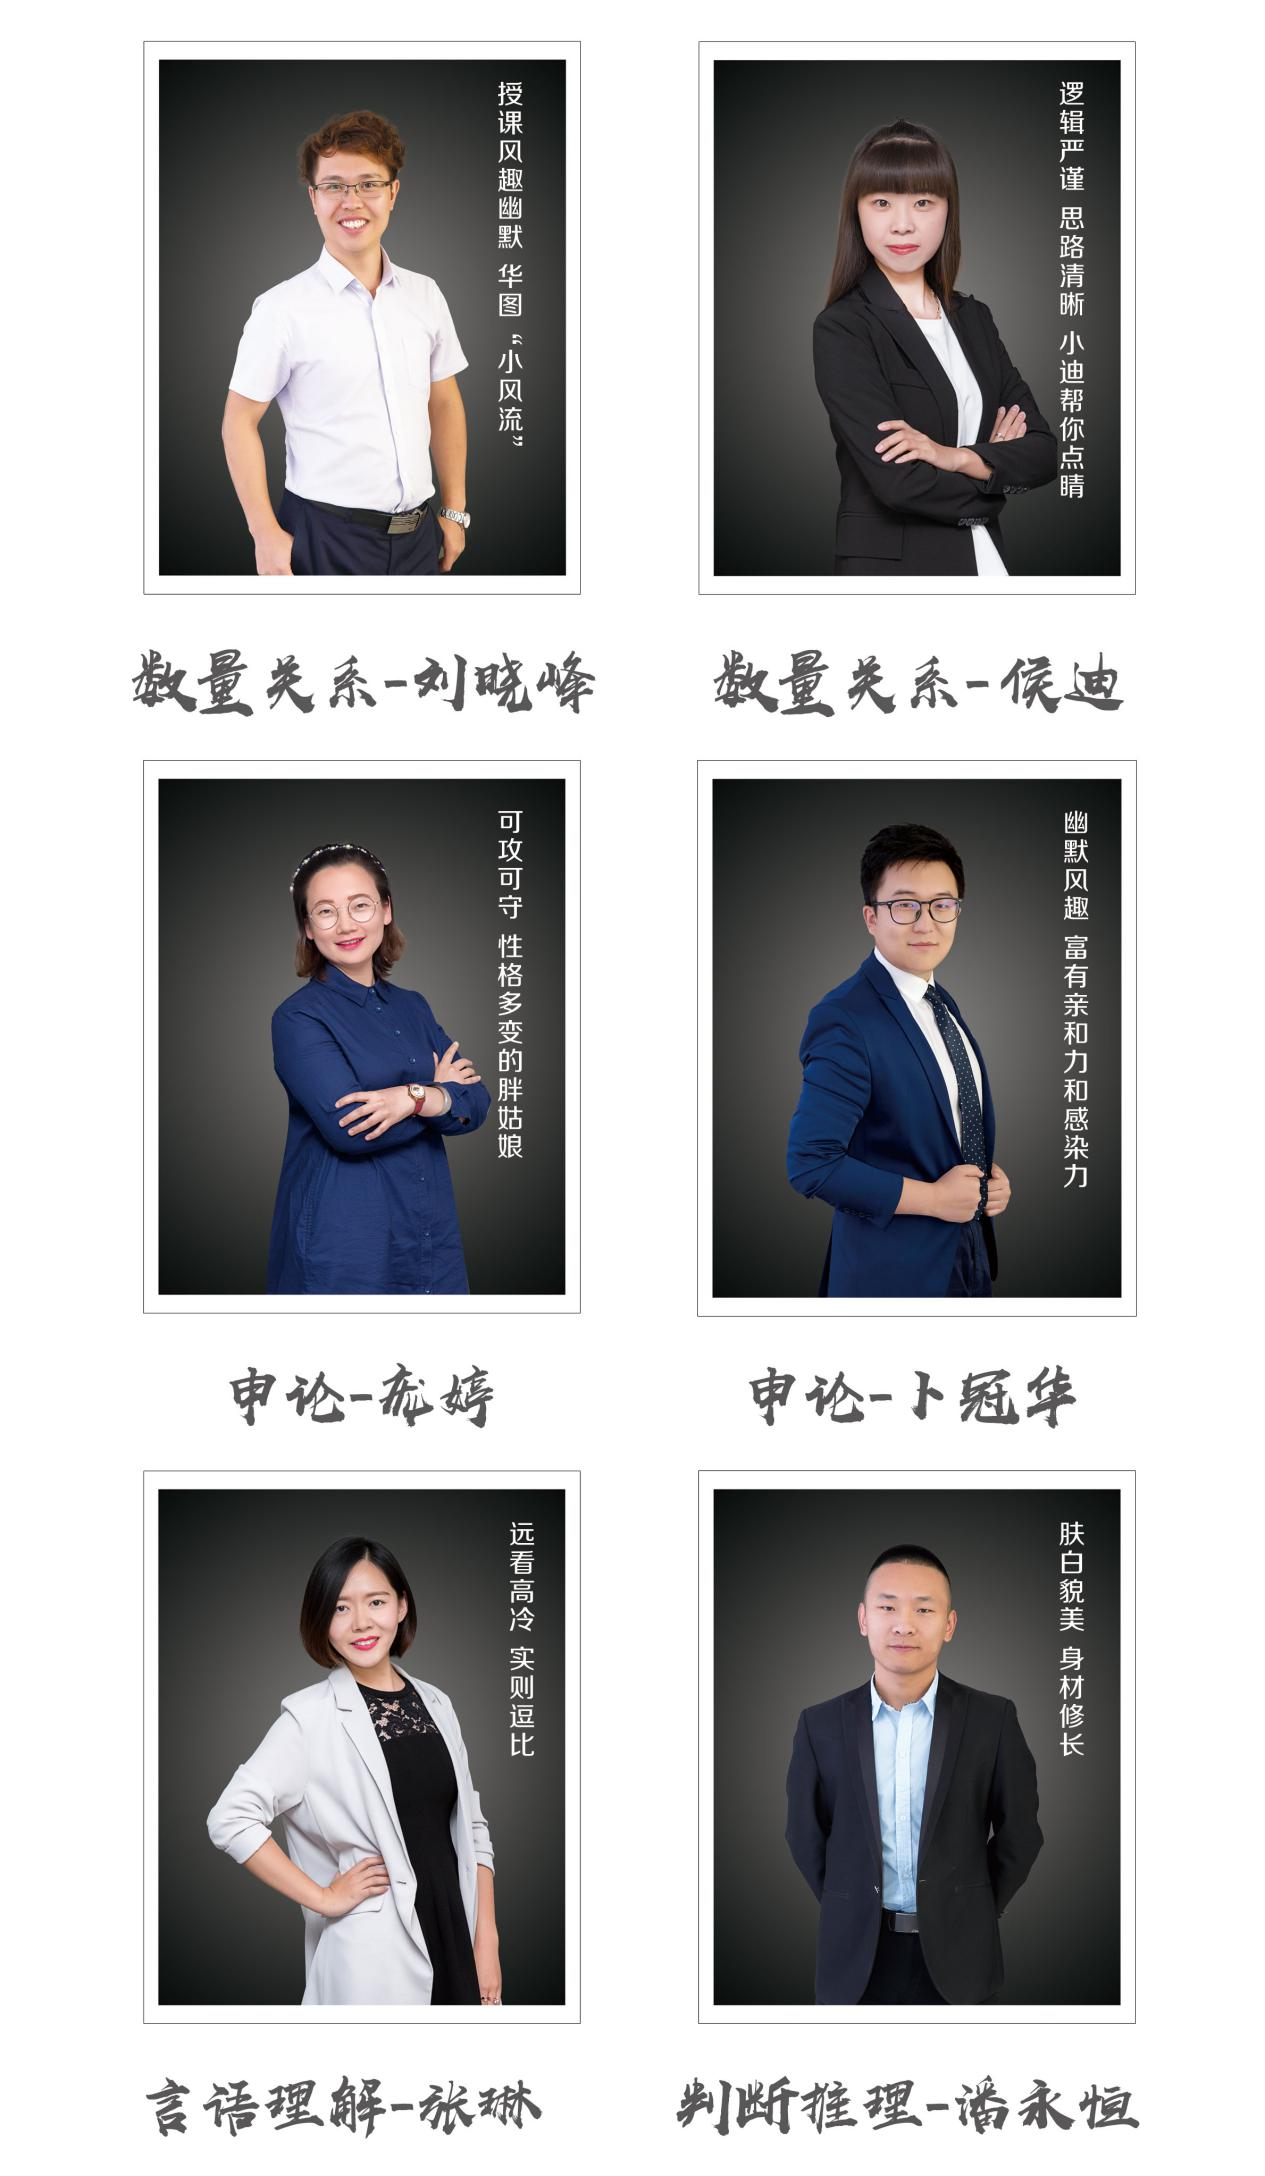 授课风趣幽默 华图“小风流”
逻辑严谨 思路清晰 小迪帮你点睛
数量关系-刘晓峰
数量关系-侯迪
可攻可守 性格多变的胖姑娘
幽默风趣 富有亲和力和感染力
申论-庞婷
申论-卜冠华
远看高冷 实则逗比
肤白貌美 身材修长
言语理解-张琳
判断推理-潘永恒